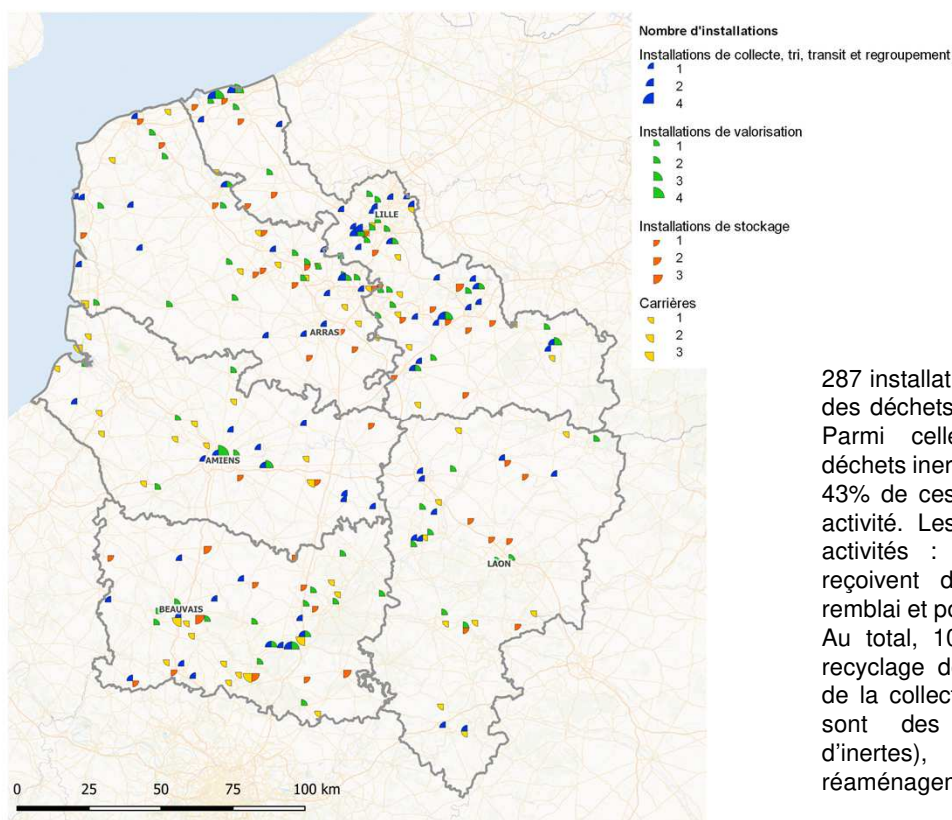 Nombre d'installations
Installations de collecte, tri, transit et regroupement
1
2
4
Installations de valorisation
1
2
3
4
Installations de stockage
1
2
3
Carrières
1
2
3
LILLE
ARRAS
AMIENS
LAON
BEAUVAIS
0 25 50 75 100 km
287 installat
des déchets
Parmi celle
déchets iner
43% de ces
activité. Les
activités :
reçoivent d
remblai et po
Au total, 10
recyclage d
de la collect
sont des
d'inertes),
réaménager